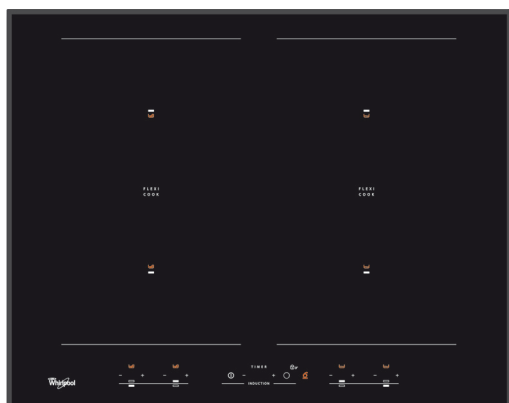 FLEXI
COOK
FLEXI
COOK
TIMER
- +
- +
- +
- +
- +
INDUCTION
Whirlpool